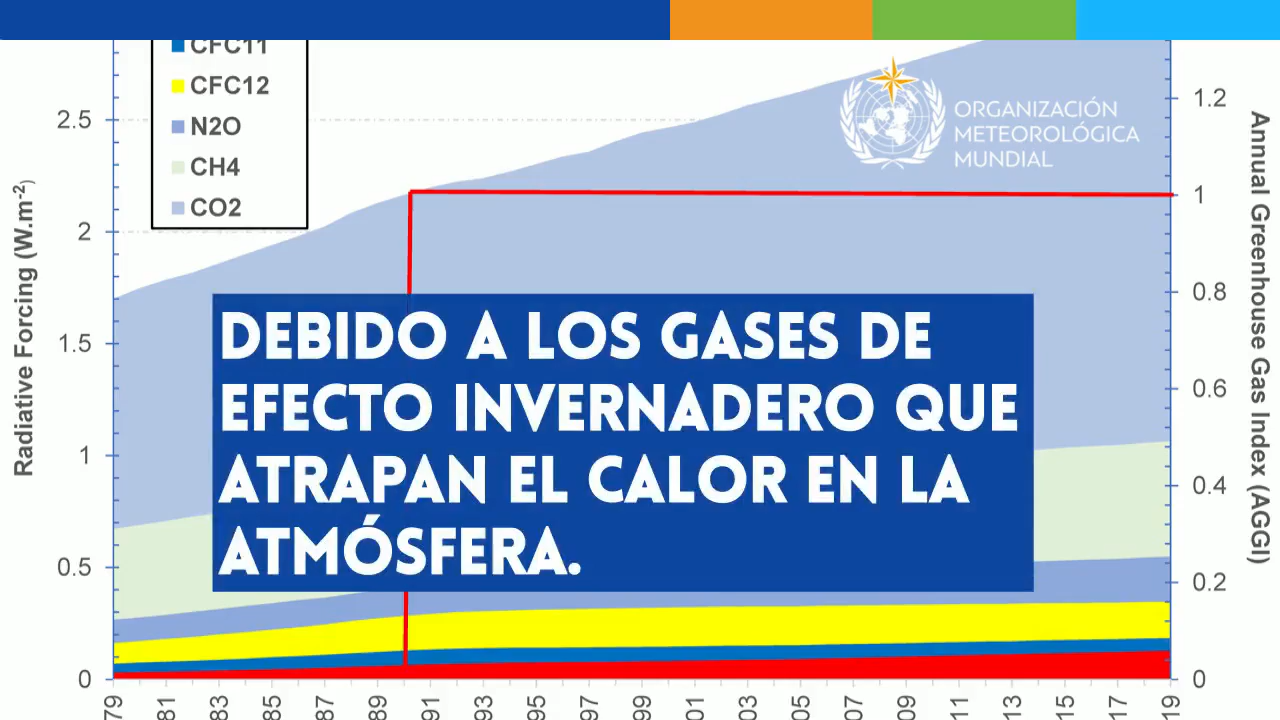 CFC11
CFC12
N2O
CH4
CO2
ORGANIZACIÓN
METEOROLÓGICA
MUNDIAL
DEBIDO A LOS GASES DE
EFECTO INVERNADERO QUE
ATRAPAN EL CALOR EN LA
ATMÓSFERA.
Radiative Forcing (W.m-2)
2.5
2
1.5
1
0.5
0
1.2
1
0.8
0.6
0.4
0.2
0
Annual Greenhouse Gas Index (AGGI)
79
81
83
85
87
89
91
93
95
97
99
01
03
05
07
09
11
13
15
17
19